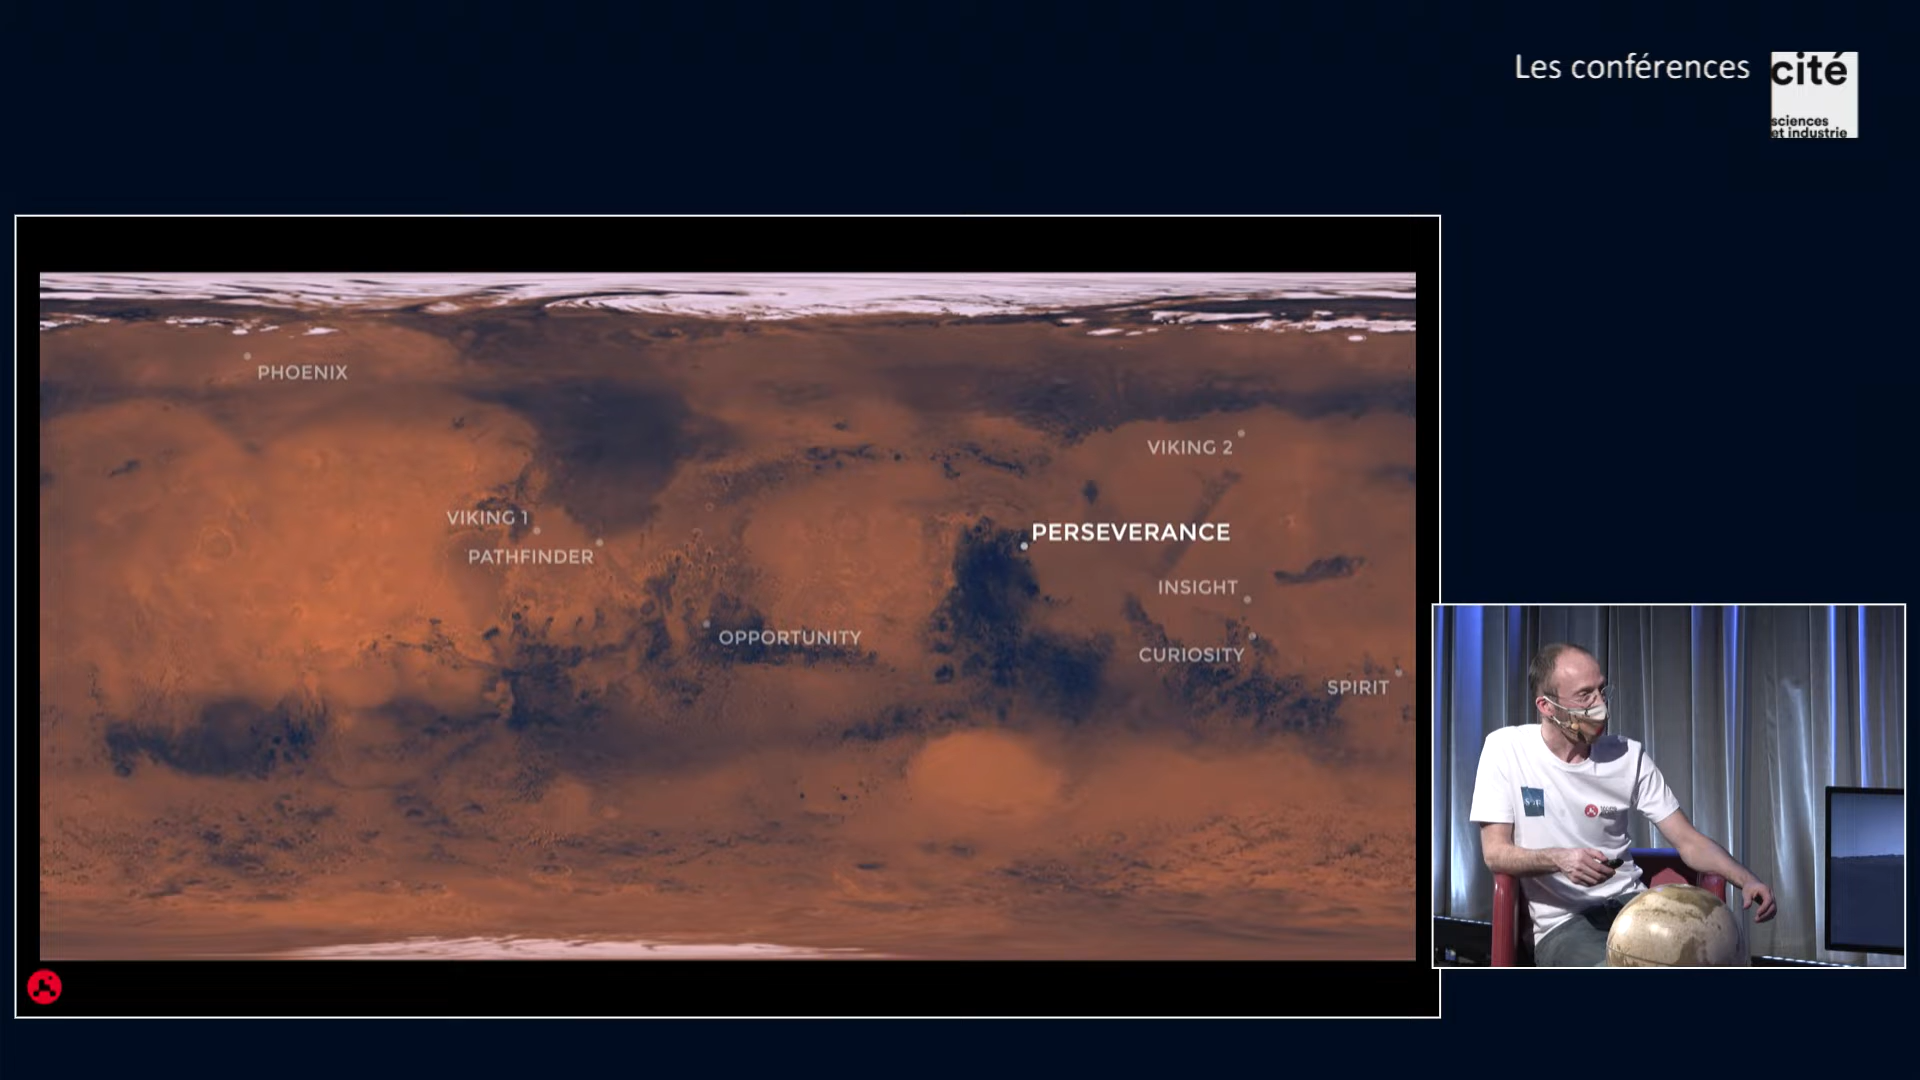 Les conférences
cité
sciences
et industrie
PHOENIX
VIKING 2
VIKING 1
PERSEVERANCE
PATHFINDER
INSIGHT
OPPORTUNITY
CURIOSITY
SPIRIT